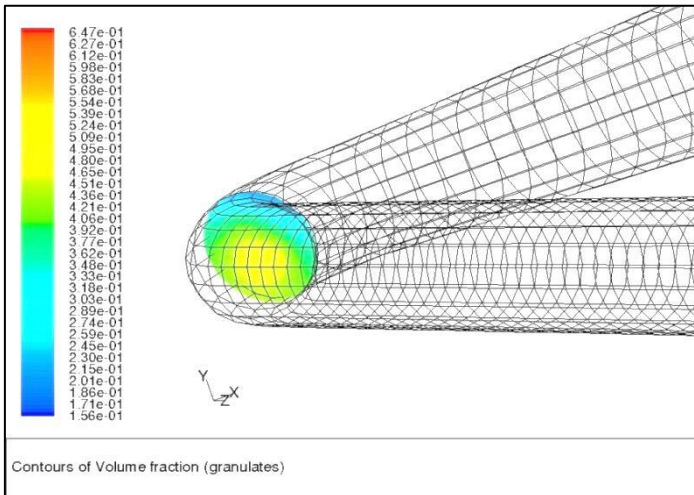 6.47e-01
6.27e-01
6.12e-01
5.98e-01
5.83e-01
5.68e-01
5.54e-01
5.39e-01
5.24e-01
5.09e-01
4.95e-01
4.80e-01
4.65e-01
4.51e-01
4.36e-01
4.21e-01
4.06e-01
3.92e-01
3.77e-01
3.62e-01
3.48e-01
3.33e-01
3.18e-01
3.03e-01
2.89e-01
2.74e-01
2.59e-01
2.45e-01
2.30e-01
2.15e-01
2.01e-01
1.86e-01
1.71e-01
1.56e-01
Y
X
Z
Contours of Volume fraction (granulates)